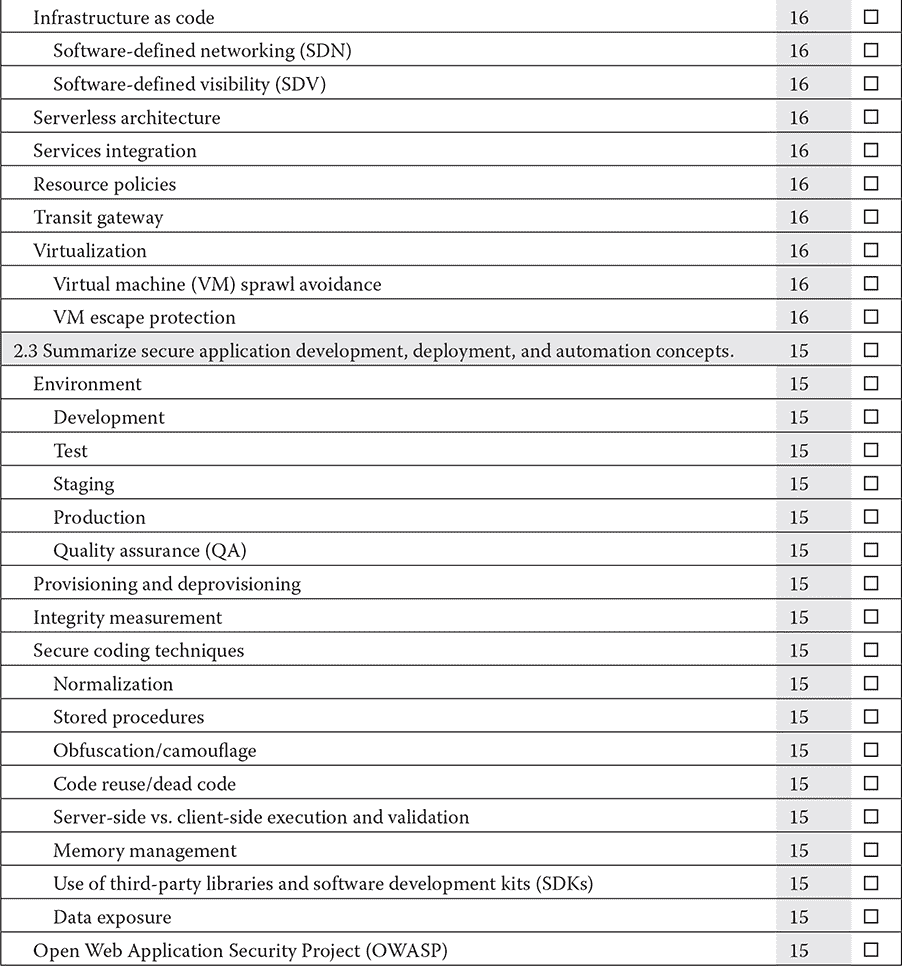 Infrastructure as code 16 ☐
Software-defined networking (SDN) 16 ☐
Software-defined visibility (SDV) 16 ☐
Serverless architecture 16 ☐
Services integration 16 ☐
Resource policies 16 ☐
Transit gateway 16 ☐
Virtualization 16 ☐
Virtual machine (VM) sprawl avoidance 16 ☐
VM escape protection 16 ☐
2.3 Summarize secure application development, deployment, and automation concepts. 15 ☐
Environment 15 ☐
Development 15 ☐
Test 15 ☐
Staging 15 ☐
Production 15 ☐
Quality assurance (QA) 15 ☐
Provisioning and deprovisioning 15 ☐
Integrity measurement 15 ☐
Secure coding techniques 15 ☐
Normalization 15 ☐
Stored procedures 15 ☐
Obfuscation/camouflage 15 ☐
Code reuse/dead code 15 ☐
Server-side vs. client-side execution and validation 15 ☐
Memory management 15 ☐
Use of third-party libraries and software development kits (SDKs) 15 ☐
Data exposure 15 ☐
Open Web Application Security Project (OWASP) 15 ☐